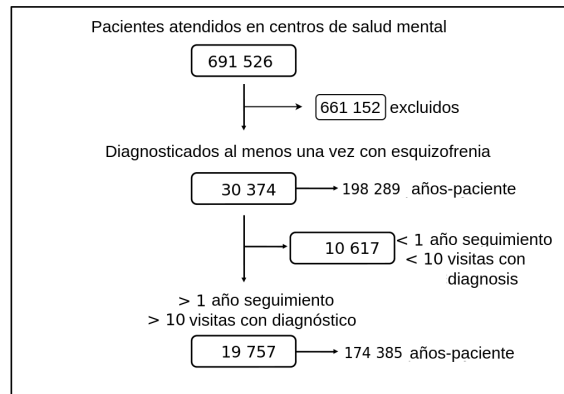 Pacientes atendidos en centros de salud mental
691 526
661 152 excluidos
Diagnosticados al menos una vez con esquizofrenia
30 374
198 289 años-paciente
10 617
< 1 año seguimiento
< 10 visitas con
diagnosis
> 1 año seguimiento
> 10 visitas con diagnóstico
19 757
174 385 años-paciente